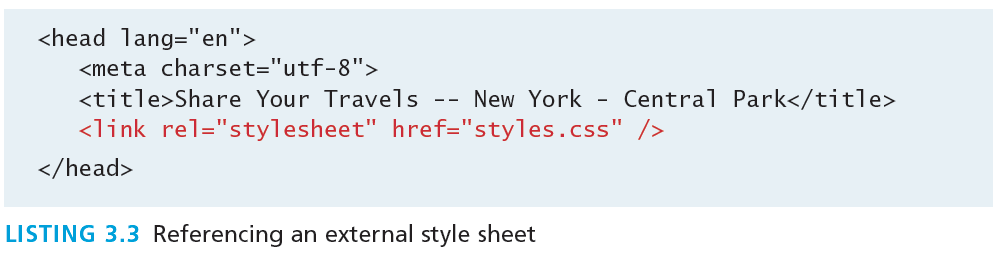 <head lang="en">
<meta charset="utf-8">
<title>Share Your Travels -- New York - Central Park</title>
<link rel="stylesheet" href="styles.css" />
</head>
LISTING 3.3 Referencing an external style sheet